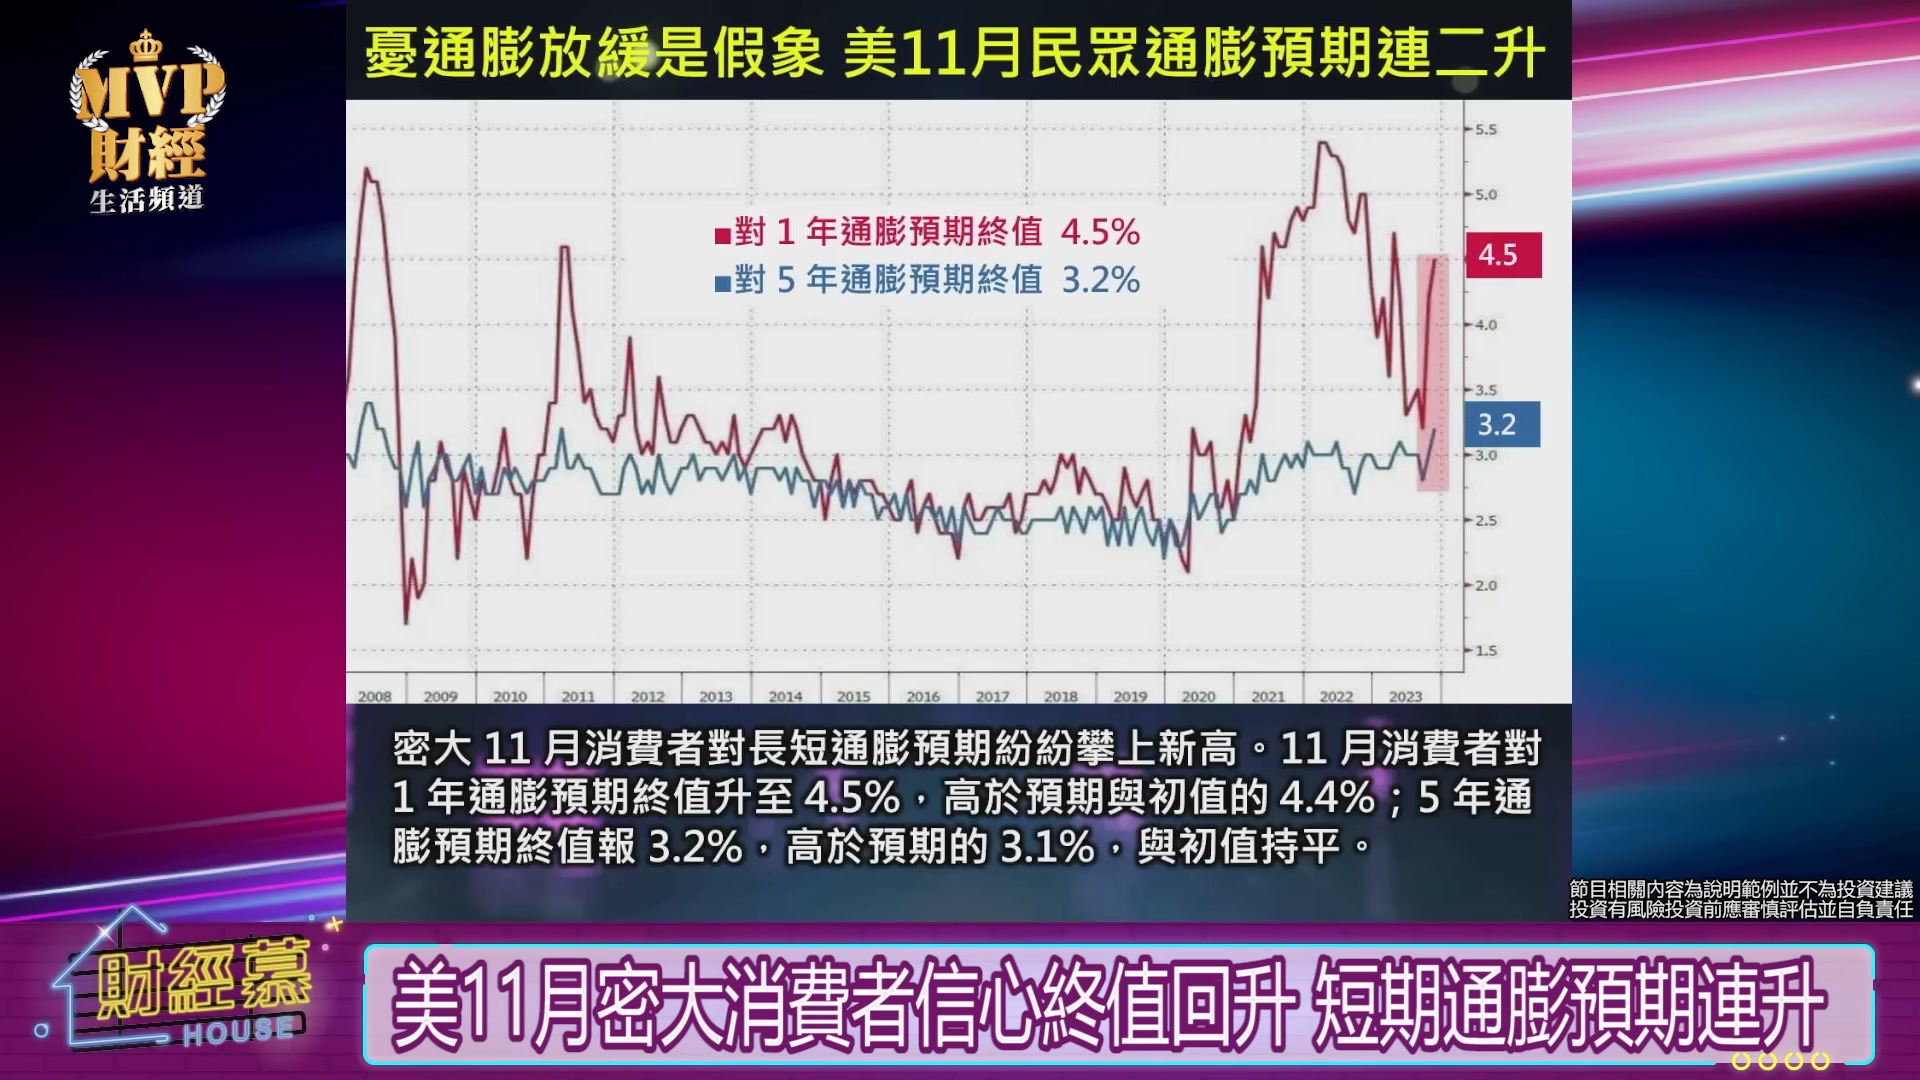 憂通膨放緩是假象 美11月民眾通膨預期連二升
MVP
財經
生活頻道
■對 1 年通膨預期終值 4.5%
■對 5 年通膨預期終值 3.2%
5.5
5.0
4.5
4.0
3.5
3.2
3.0
2.5
2.0
1.5
2008 2009 2010 2011 2012 2013 2014 2015 2016 2017 2018 2019 2020 2021 2022 2023
密大 11 月消費者對長短通膨預期紛紛攀上新高。11 月消費者對
1 年通膨預期終值升至 4.5%，高於預期與初值的 4.4%；5 年通
膨預期終值報 3.2%，高於預期的 3.1%，與初值持平。
節目相關內容為說明範例並不為投資建議
投資有風險投資前應審慎評估並自負責任
財經慕
HOUSE
美11月密大消費者信心終值回升 短期通膨預期連升